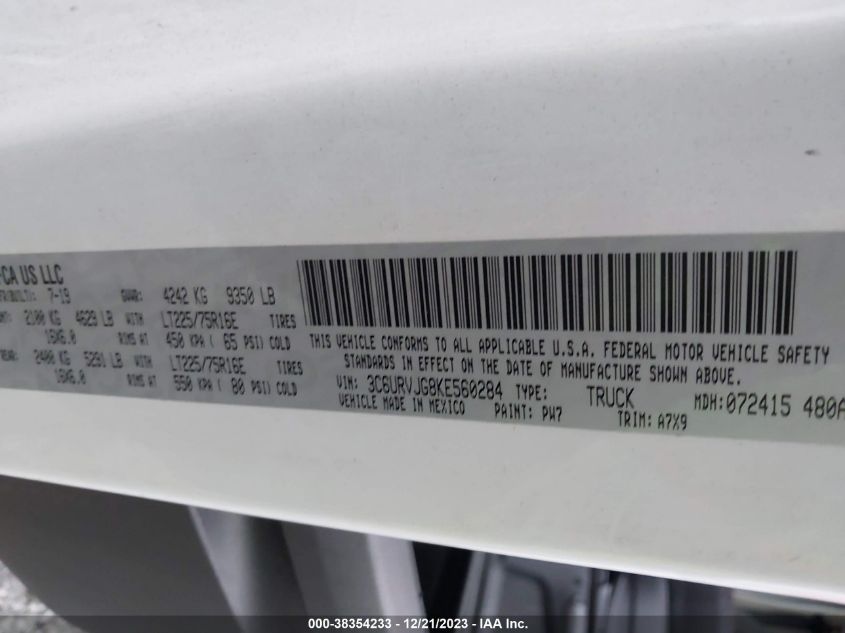 -CA US LLC
7-19 GVWR: 4242 KG 9350 LB
2100 KG 4629 LB WITH LT225/75R16E TIRES
16X6.0 RIMS AT 450 KPA ( 65 PSI) COLD
REAR: 2400 KG 5291 LB WITH LT225/75R16E TIRES
16X6.0 RIMS AT 550 KPA ( 80 PSI) COLD
THIS VEHICLE CONFORMS TO ALL APPLICABLE U.S.A. FEDERAL MOTOR VEHICLE SAFETY
STANDARDS IN EFFECT ON THE DATE OF MANUFACTURE SHOWN ABOVE.
VIN: 3C6URVJG8KE560284 TYPE: TRUCK MDH:072415 480A
VEHICLE MADE IN MEXICO PAINT: PW7 TRIM: A7X9
000-38354233 - 12/21/2023 - IAA Inc.